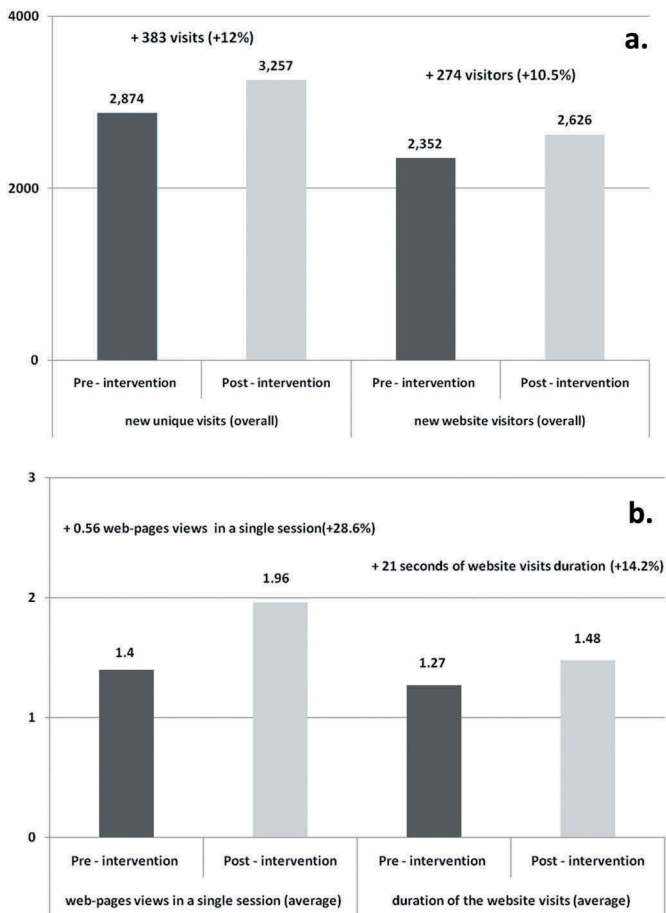 4000
a.
+ 383 visits (+12%)
3,257
+ 274 visitors (+10.5%)
2,874
2,626
2,352
2000
0
Pre - intervention Post - intervention Pre - intervention Post - intervention
new unique visits (overall) new website visitors (overall)
3
b.
+ 0.56 web-pages views in a single session(+28.6%)
+ 21 seconds of website visits duration (+14.2%)
1.96
2
1.4
1.48
1.27
1
0
Pre - intervention Post - intervention Pre - intervention Post - intervention
web-pages views in a single session (average) duration of the website visits (average)